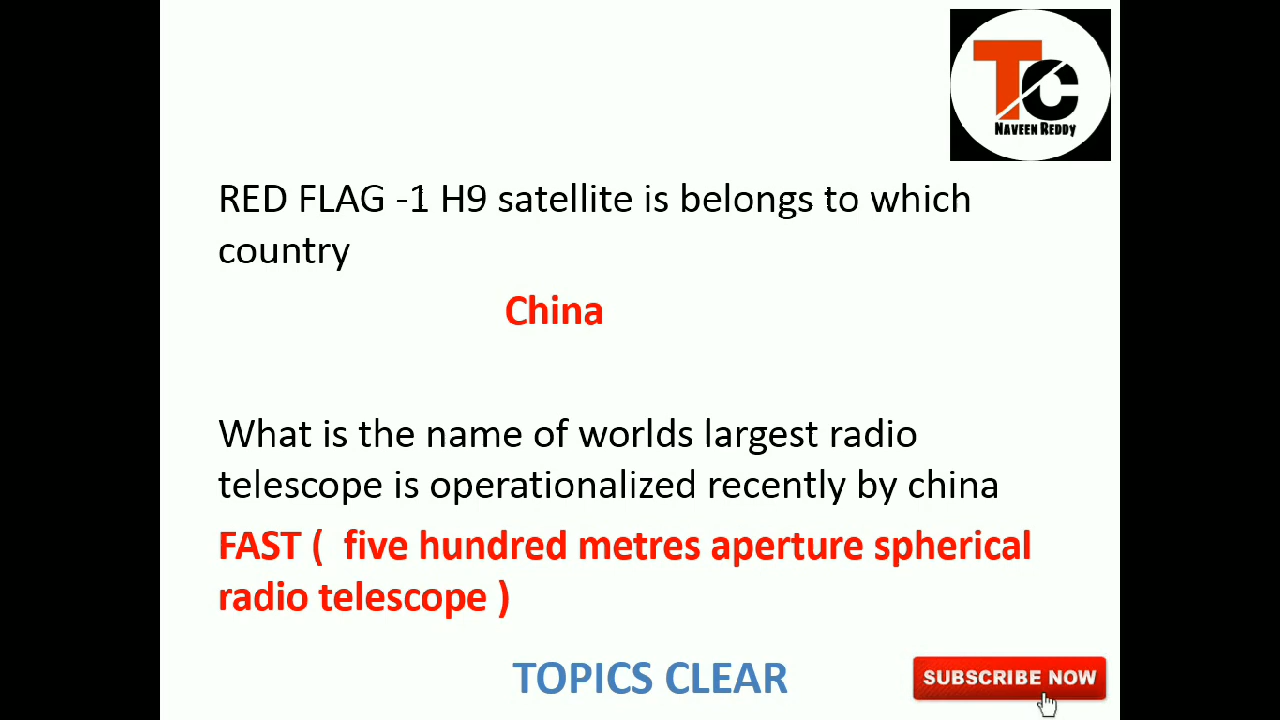 TC
NAVEEN REDDY
RED FLAG -1 H9 satellite is belongs to which
country
China
What is the name of worlds largest radio
telescope is operationalized recently by china
FAST (  five hundred metres aperture spherical
radio telescope )
TOPICS CLEAR
SUBSCRIBE NOW